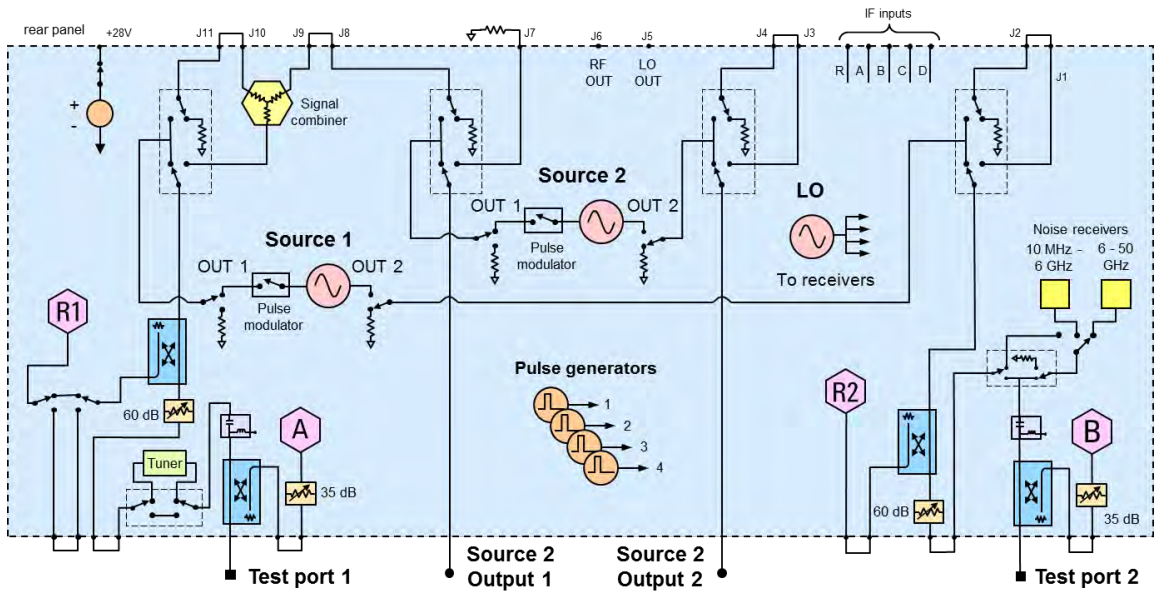 rear panel
+28V
J11
J10
J9
J8
J7
J6
J5
J4
J3
IF inputs
J2
J1
RF
OUT
LO
OUT
R
A
B
C
D
+
-
Signal
combiner
Source 2
OUT 1
OUT 2
Pulse
modulator
LO
To receivers
Noise receivers
10 MHz –
6 GHz
6 - 50
GHz
Source 1
OUT 1
OUT 2
Pulse
modulator
R1
60 dB
Tuner
A
35 dB
Pulse generators
1
2
3
4
R2
60 dB
B
35 dB
Test port 1
Source 2
Output 1
Source 2
Output 2
Test port 2